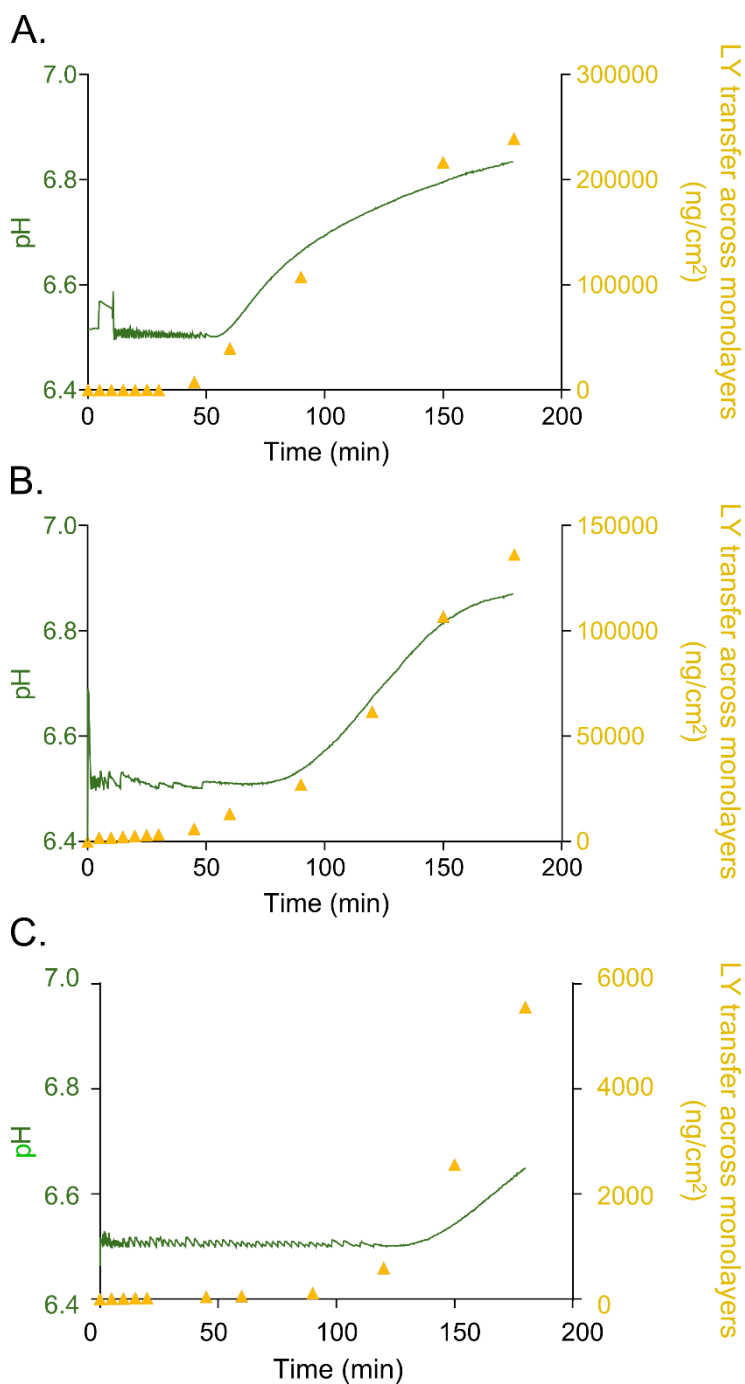 A.
7.0
6.8
6.6
6.4
pH
0
50
100
150
200
Time (min)
300000
200000
100000
0
LY transfer across monolayers
(ng/cm²)
B.
7.0
6.8
6.6
6.4
pH
0
50
100
150
200
Time (min)
150000
100000
50000
0
LY transfer across monolayers
(ng/cm²)
C.
7.0
6.8
6.6
6.4
pH
0
50
100
150
200
Time (min)
6000
4000
2000
0
LY transfer across monolayers
(ng/cm²)